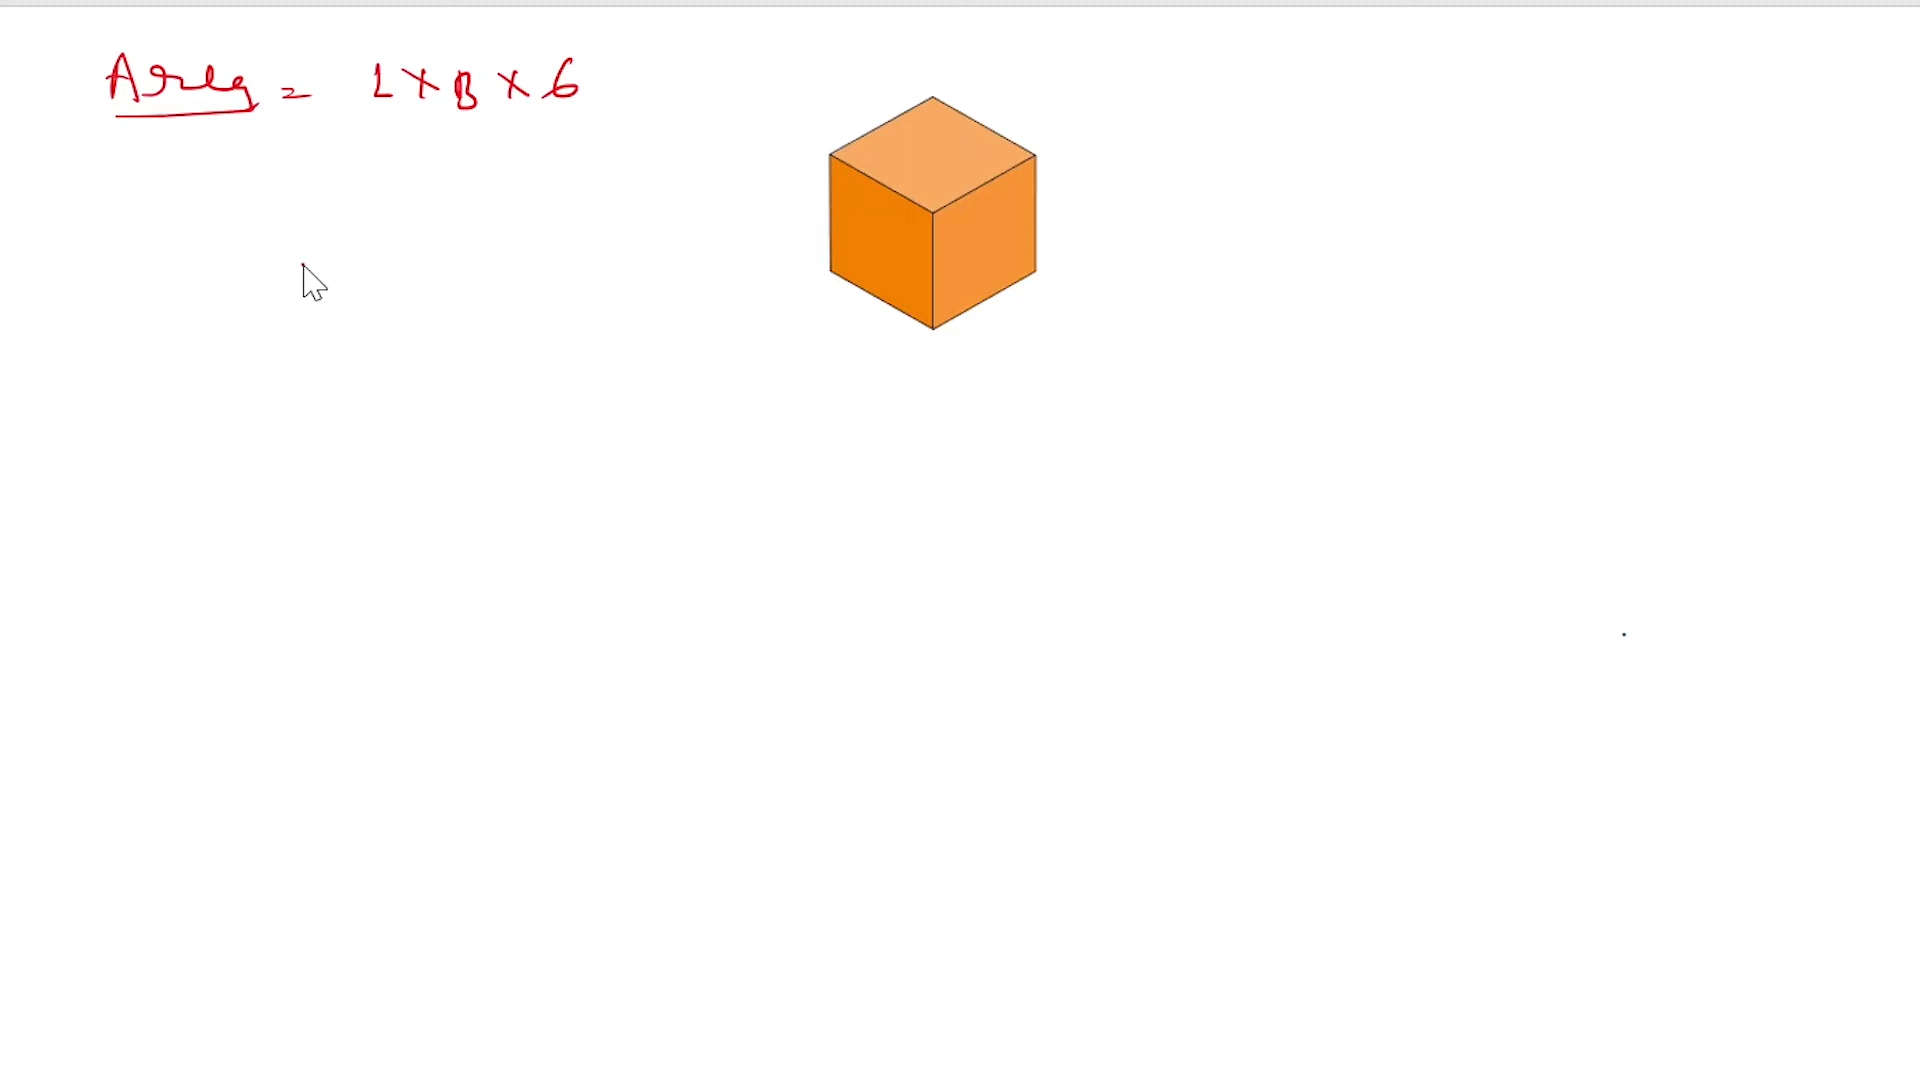 Area = L × B × 6